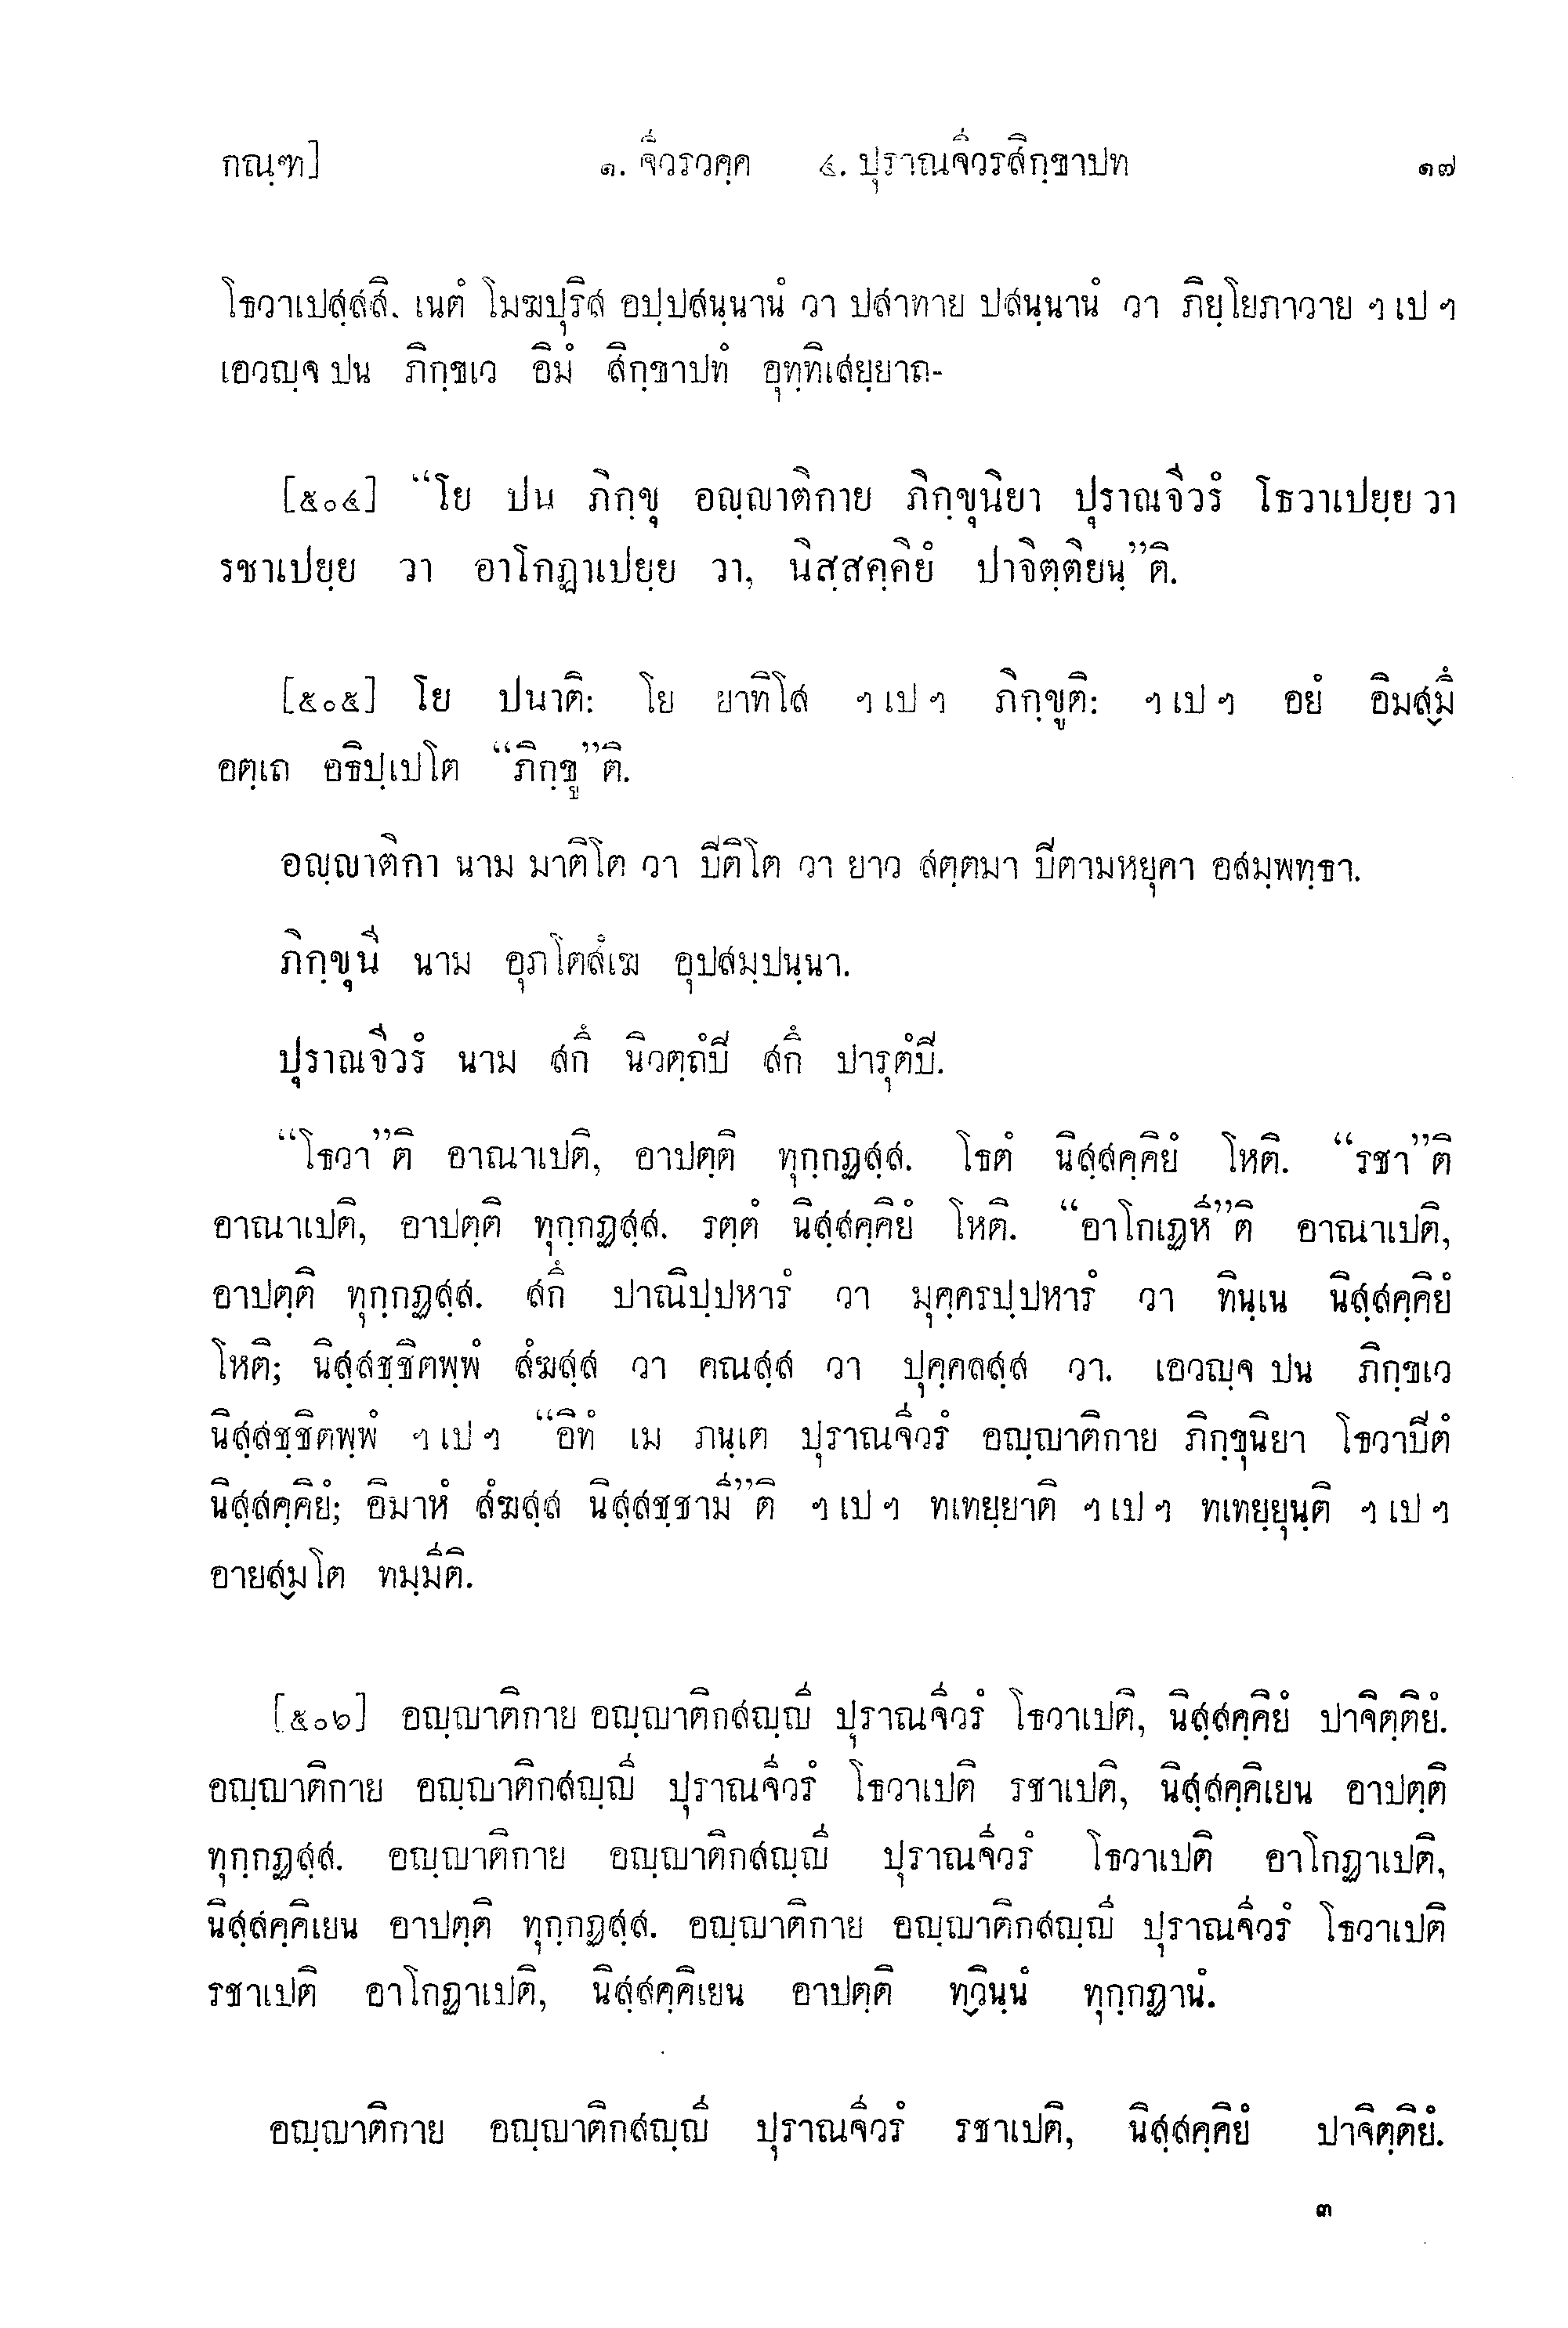 กณฺฑ] ๑. จีวรวคฺค ๔. ปุราณจีวรสิกฺขาปท ๑๗
โธวาเปสฺสสิ. เนตํ โมฆปุริส อปฺปสนฺนานํ วา ปสาทาย ปสนฺนานํ วา ภิยฺโยภาวาย ฯ เป ฯ
เอวญฺจ ปน ภิกฺขเว อิมํ สิกฺขาปทํ อุทฺทิเสยฺยาถ-
[๕๐๔] “โย ปน ภิกฺขุ อญฺญาติกาย ภิกฺขุนิยา ปุราณจีวรํ โธวาเปยฺย วา
รชาเปยฺย วา อาโกฏาเปยฺย วา, นิสฺสคฺคิยํ ปาจิตฺติยนฺ”ติ.
[๕๐๕] โย ปนาติ: โย ยาทิโส ฯ เป ฯ ภิกฺขูติ: ฯ เป ฯ อยํ อิมสฺมึ
อตฺเถ อธิปฺเปโต “ภิกฺขู”ติ.
อญฺญาติกา นาม มาติโต วา ปีติโต วา ยาว สตฺตมา ปีตามหยุคา อสมฺพทฺธา.
ภิกฺขุนี นาม อุภโตสํเฆ อุปสมฺปนฺนา.
ปุราณจีวรํ นาม สกึ นิวตฺถํปี สกึ ปารุตํปี.
“โธวา”ติ อาณาเปติ, อาปตฺติ ทุกฺกฏสฺส. โธตํ นิสฺสคฺคิยํ โหติ. “รชา”ติ
อาณาเปติ, อาปตฺติ ทุกฺกฏสฺส. รตฺตํ นิสฺสคฺคิยํ โหติ. “อาโกเฏหี”ติ อาณาเปติ,
อาปตฺติ ทุกฺกฏสฺส. สกึ ปาณิปฺปหารํ วา มุคฺครปฺปหารํ วา ทินฺเน นิสฺสคฺคิยํ
โหติ; นิสฺสชฺชิตพฺพํ สํฆสฺส วา คณสฺส วา ปุคฺคลสฺส วา. เอวญฺจ ปน ภิกฺขเว
นิสฺสชฺชิตพฺพํ ฯ เป ฯ “อิทํ เม ภนฺเต ปุราณจีวรํ อญฺญาติกาย ภิกฺขุนิยา โธวาปีตํ
นิสฺสคฺคิยํ; อิมาหํ สํฆสฺส นิสฺสชฺชามี”ติ ฯ เป ฯ ทเทยฺยาติ ฯ เป ฯ ทเทยฺยุนฺติ ฯ เป ฯ
อายสฺมโต ทมฺมีติ.
[๕๐๖] อญฺญาติกาย อญฺญาติกสญฺญี ปุราณจีวรํ โธวาเปติ, นิสฺสคฺคิยํ ปาจิตฺติยํ.
อญฺญาติกาย อญฺญาติกสญฺญี ปุราณจีวรํ โธวาเปติ รชาเปติ, นิสฺสคฺคิเยน อาปตฺติ
ทุกฺกฏสฺส. อญฺญาติกาย อญฺญาติกสญฺญี ปุราณจีวรํ โธวาเปติ อาโกฏาเปติ,
นิสฺสคฺคิเยน อาปตฺติ ทุกฺกฏสฺส. อญฺญาติกาย อญฺญาติกสญฺญี ปุราณจีวรํ โธวาเปติ
รชาเปติ อาโกฏาเปติ, นิสฺสคฺคิเยน อาปตฺติ ทฺวินฺนํ ทุกฺกฏานํ.
อญฺญาติกาย อญฺญาติกสญฺญี ปุราณจีวรํ รชาเปติ, นิสฺสคฺคิยํ ปาจิตฺติยํ.
๓